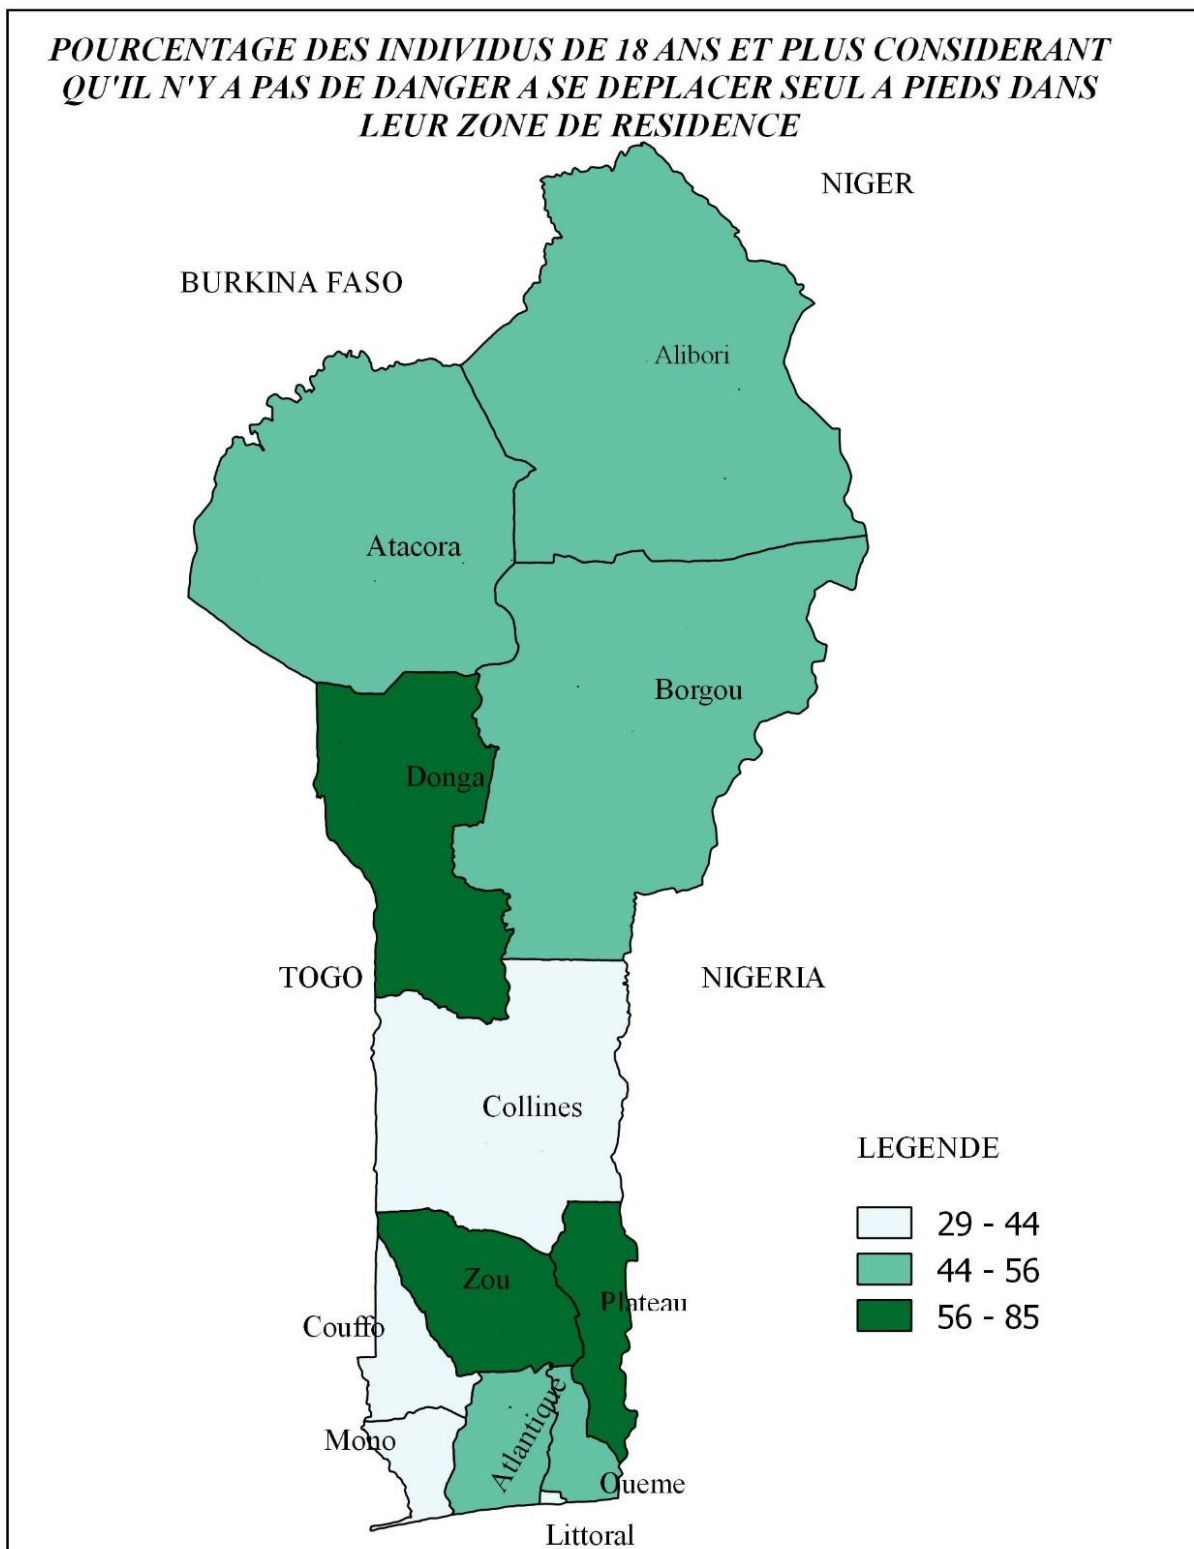 POURCENTAGE DES INDIVIDUS DE 18 ANS ET PLUS CONSIDERANT
QU'IL N'Y A PAS DE DANGER A SE DEPLACER SEUL A PIEDS DANS
LEUR ZONE DE RESIDENCE
NIGER
BURKINA FASO
Alibori
Atacora
Borgou
Donga
TOGO
NIGERIA
Collines
LEGENDE
29 - 44
44 - 56
56 - 85
Zou
Plateau
Couffo
Atlantique
Mono
Oueme
Littoral